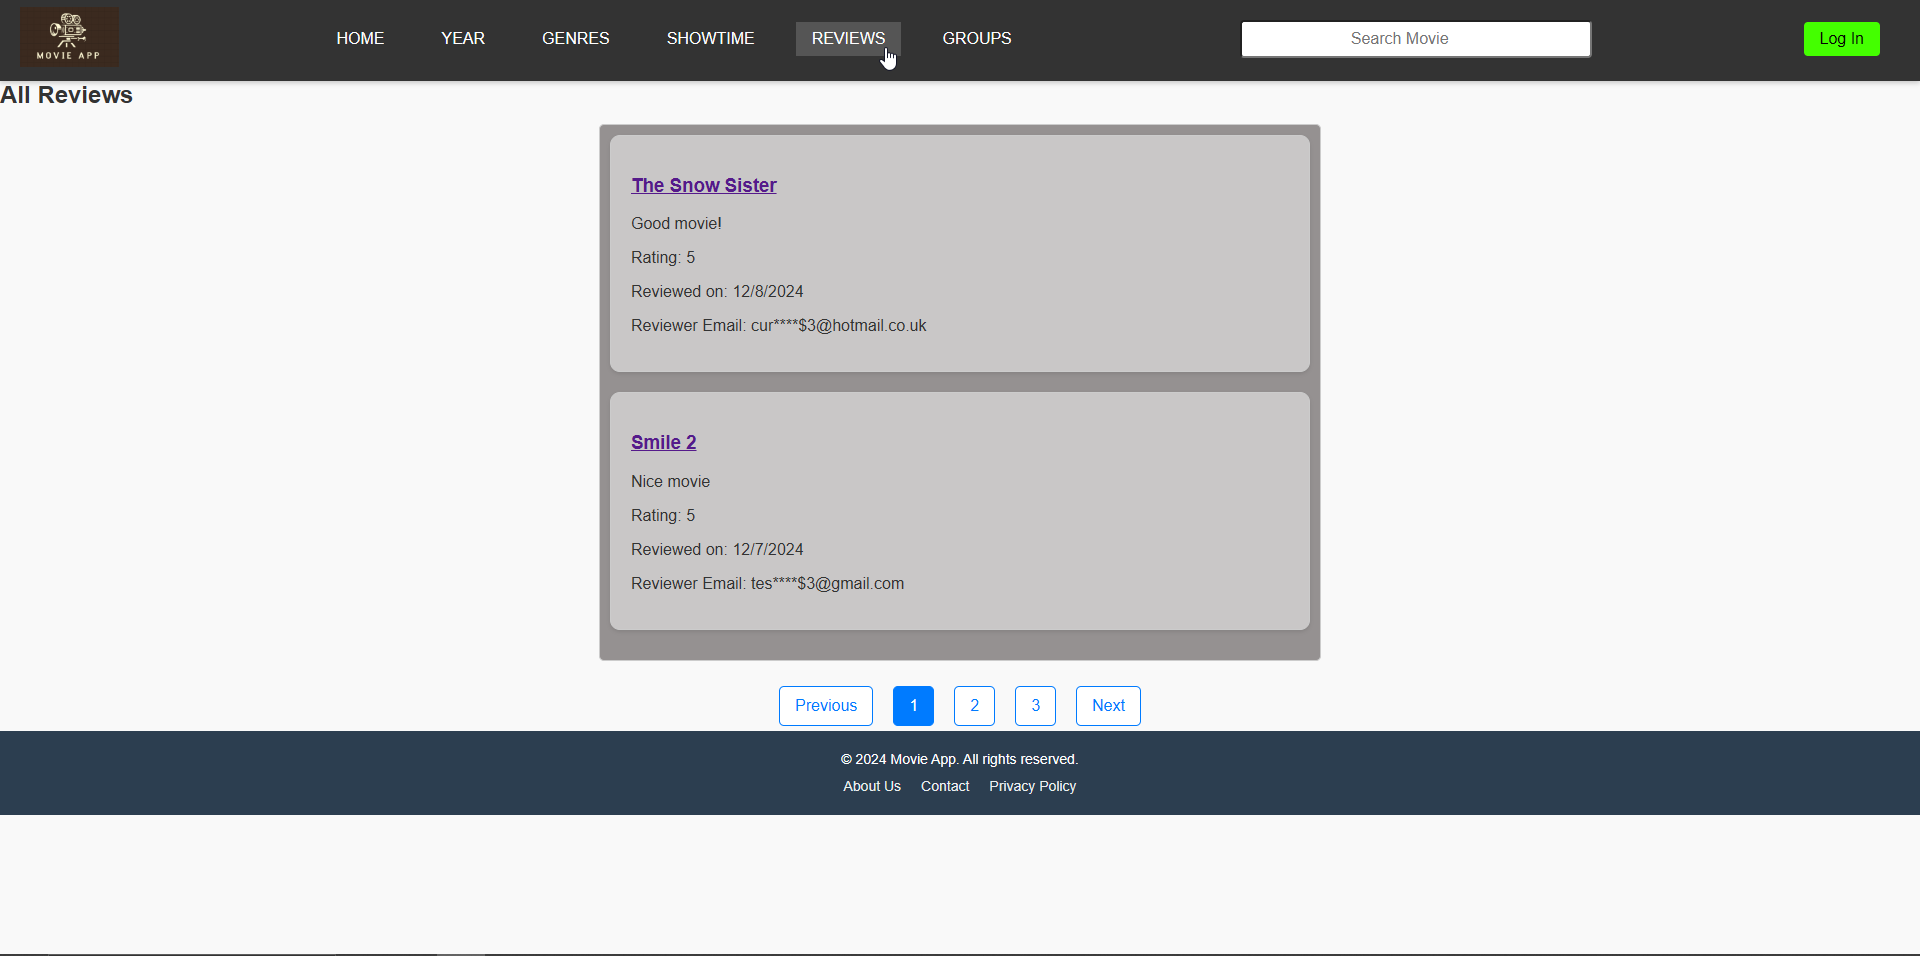 MOVIE APP
HOME YEAR GENRES SHOWTIME REVIEWS GROUPS Search Movie Log In
All Reviews
The Snow Sister
Good movie!
Rating: 5
Reviewed on: 12/8/2024
Reviewer Email: cur****$3@hotmail.co.uk
Smile 2
Nice movie
Rating: 5
Reviewed on: 12/7/2024
Reviewer Email: tes****$3@gmail.com
Previous 1 2 3 Next
© 2024 Movie App. All rights reserved.
About Us Contact Privacy Policy